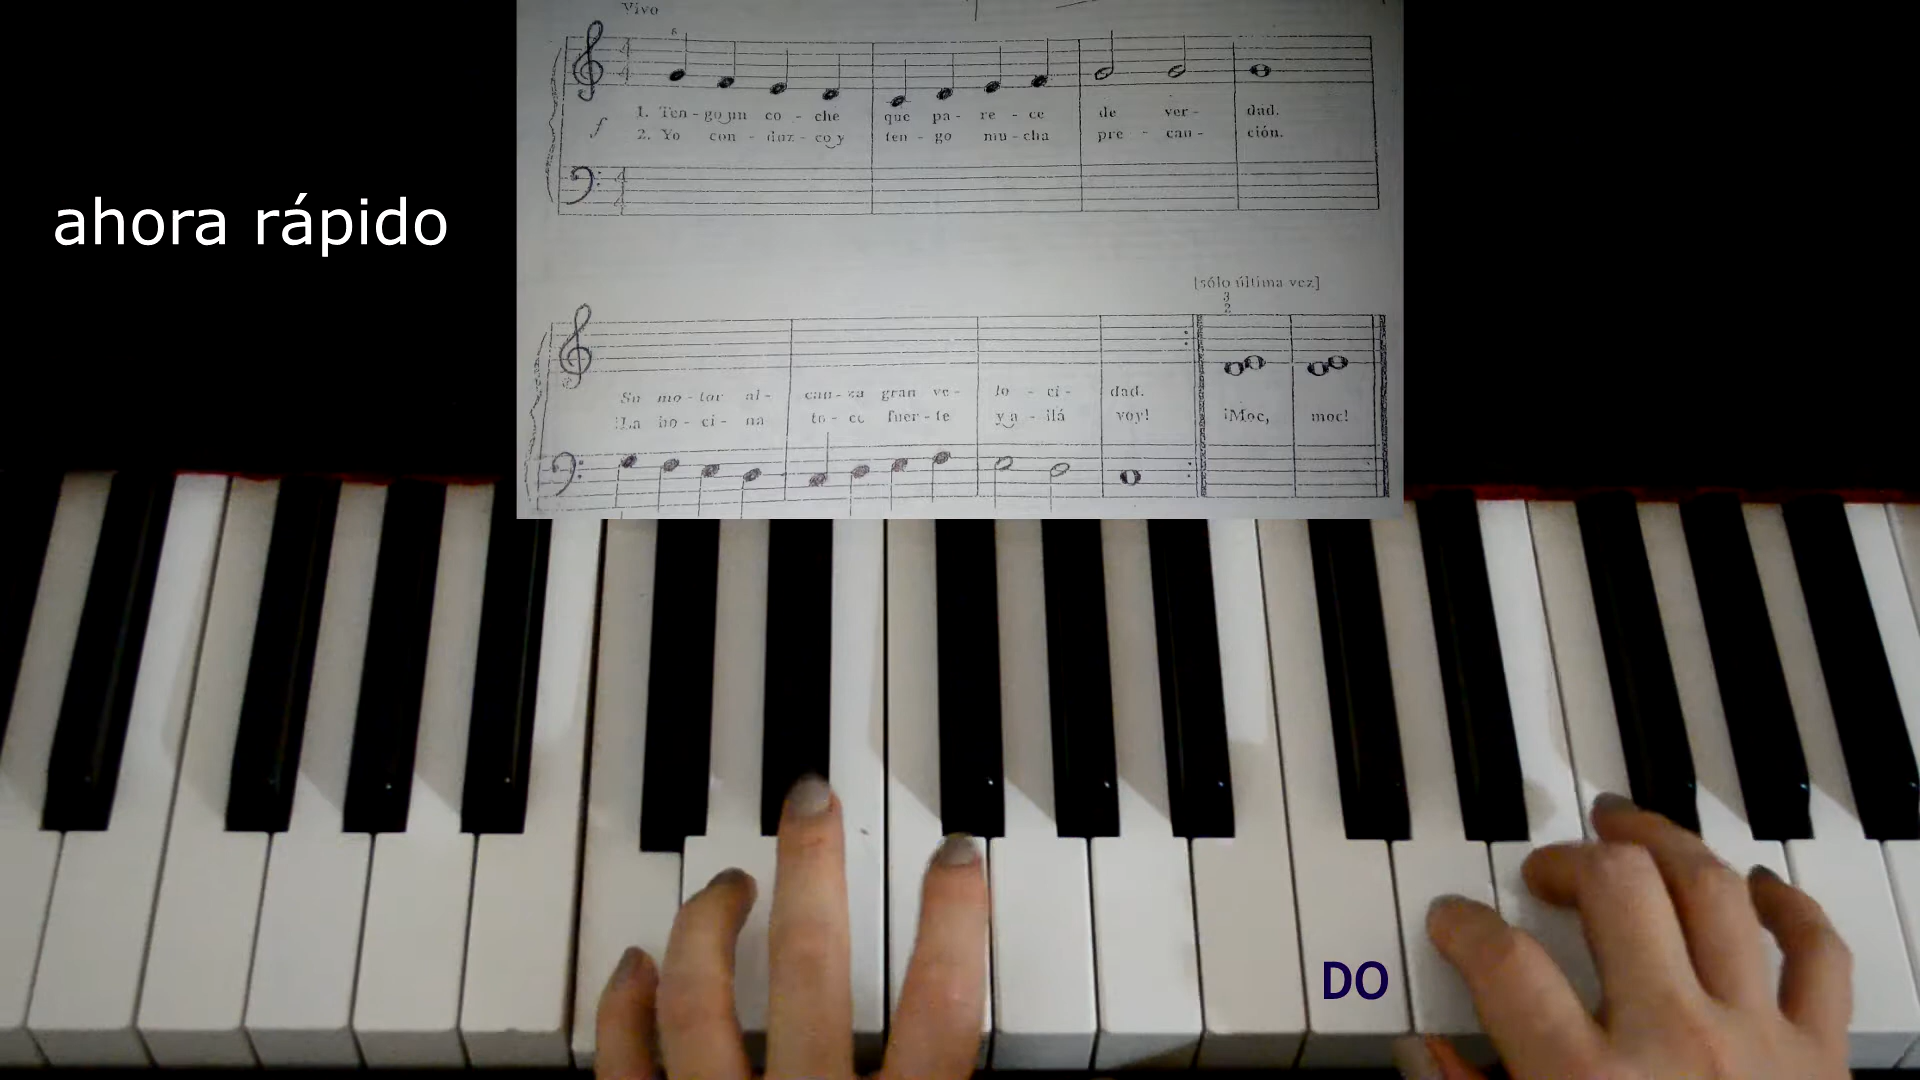 Vivo
1. Ten - go un co - che que pa - re - ce de ver - dad.
f
2. Yo con - duz - co y ten - go mu - cha pre - cau - ción.
ahora rápido
[sólo última vez]
3
2
Su mo - tor al - can - za gran ve - lo - ci - dad.
La bo - ci - na to - ca fuer - te y a - llá voy! ¡Moc, moc!
DO